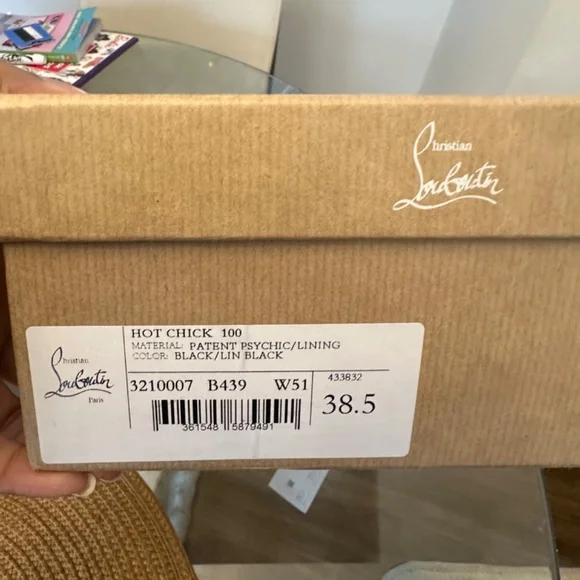 Christian
Louboutin
Christian
Louboutin
Paris
HOT CHICK 100
MATERIAL: PATENT PSYCHIC/LINING
COLOR: BLACK/LIN BLACK
3210007 B439 W51
433832
38.5
361548 5879491